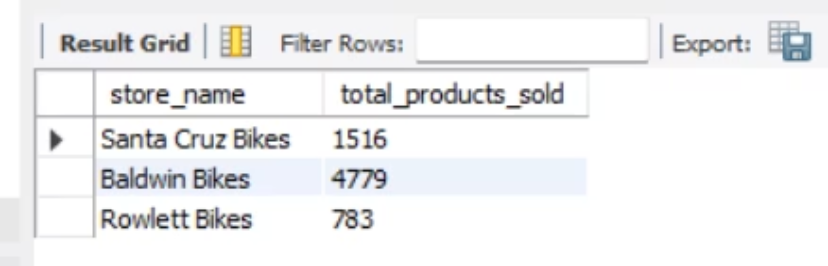 Result Grid Filter Rows: Export:
store_name total_products_sold
Santa Cruz Bikes 1516
Baldwin Bikes 4779
Rowlett Bikes 783